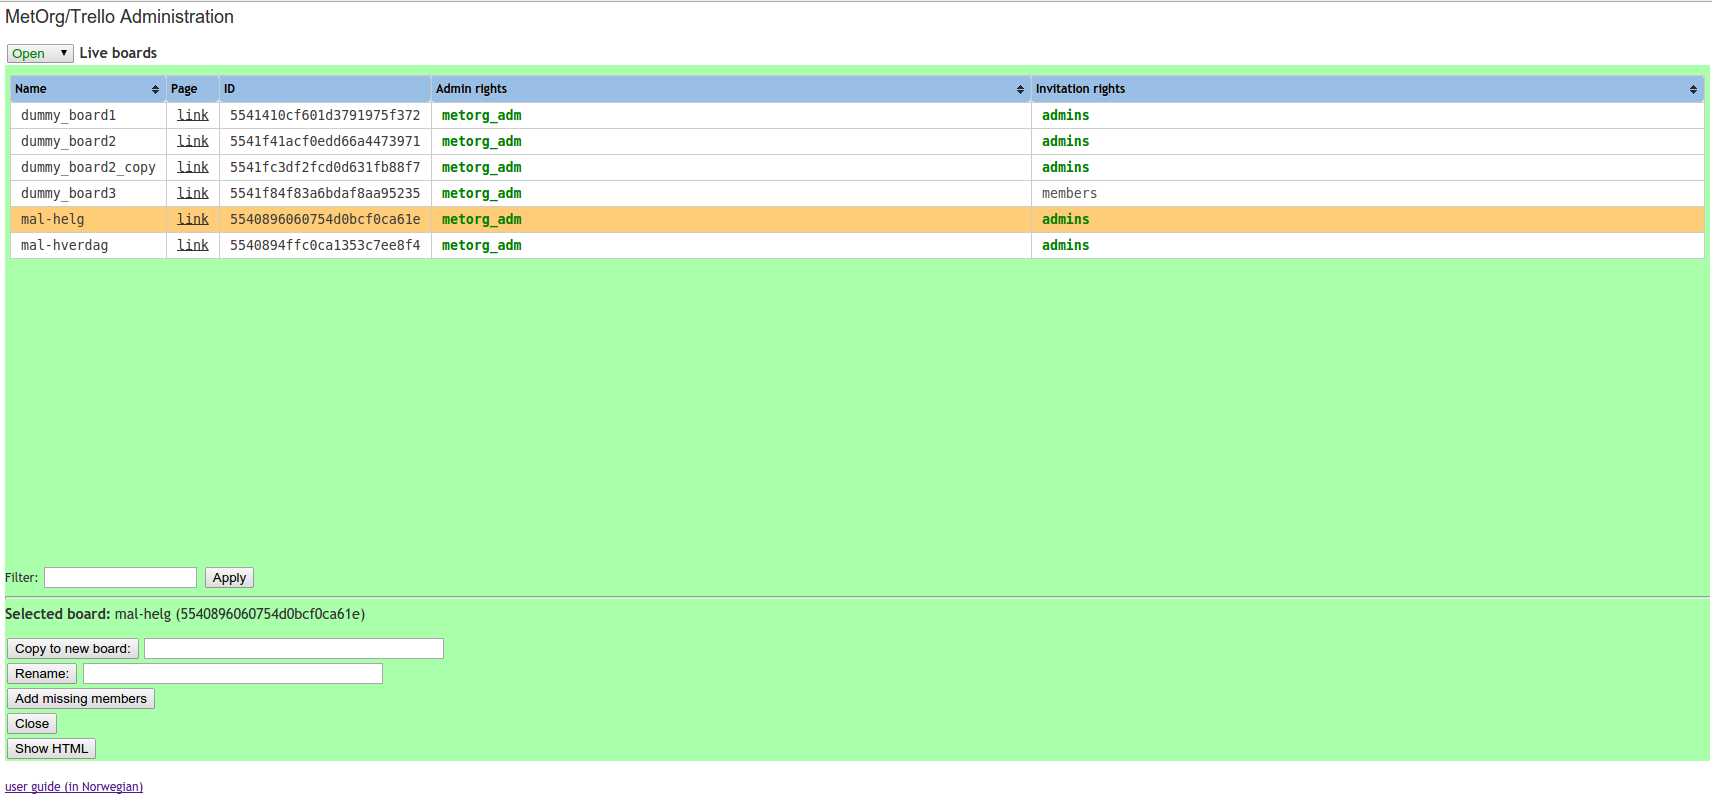 MetOrg/Trello Administration
Open Live boards
Name Page ID Admin rights Invitation rights
dummy_board1 link 5541410cf601d3791975f372 metorg_adm admins
dummy_board2 link 5541f41acf0edd66a4473971 metorg_adm admins
dummy_board2_copy link 5541fc3df2fcd0d631fb88f7 metorg_adm admins
dummy_board3 link 5541f84f83a6bdaf8aa95235 metorg_adm members
mal-helg link 5540896060754d0bcf0ca61e metorg_adm admins
mal-hverdag link 5540894ffc0ca1353c7ee8f4 metorg_adm admins
Filter: Apply
Selected board: mal-helg (5540896060754d0bcf0ca61e)
Copy to new board:
Rename:
Add missing members
Close
Show HTML
user guide (in Norwegian)